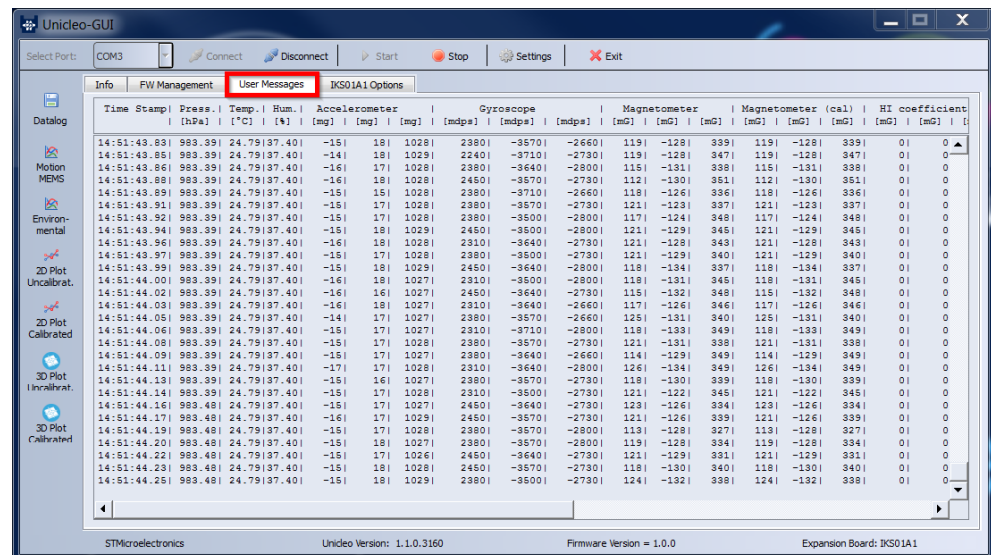 Unicleo-GUI
Select Port: COM3 Connect Disconnect Start Stop Settings Exit
Info FW Management User Messages IKS01A1 Options
Datalog
Motion MEMS
Environ-mental
2D Plot Uncalibrat.
2D Plot Calibrated
3D Plot Uncalibrat.
3D Plot Calibrated
Time Stamp| Press.| Temp.| Hum.| Accelerometer | Gyroscope | Magnetometer | Magnetometer (cal) | HI coefficient
| [hPa] | [°C] | [%] | [mg] | [mg] | [mg] | [mdps] | [mdps] | [mdps] | [mG] | [mG] | [mG] | [mG] | [mG] | [mG] | [mG] | [mG] | [
14:51:43.83| 983.39| 24.79|37.40| -15| 18| 1028| 2380| -3570| -2660| 119| -128| 339| 119| -128| 339| 0| 0
14:51:43.85| 983.39| 24.79|37.40| -14| 18| 1029| 2240| -3710| -2730| 119| -128| 347| 119| -128| 347| 0| 0
14:51:43.86| 983.39| 24.79|37.40| -16| 17| 1028| 2380| -3640| -2800| 115| -131| 338| 115| -131| 338| 0| 0
14:51:43.88| 983.39| 24.79|37.40| -16| 18| 1028| 2450| -3570| -2730| 112| -130| 351| 112| -130| 351| 0| 0
14:51:43.89| 983.39| 24.79|37.40| -15| 15| 1028| 2380| -3710| -2660| 118| -126| 336| 118| -126| 336| 0| 0
14:51:43.91| 983.39| 24.79|37.40| -15| 17| 1028| 2380| -3570| -2730| 121| -123| 337| 121| -123| 337| 0| 0
14:51:43.92| 983.39| 24.79|37.40| -16| 17| 1028| 2380| -3500| -2800| 117| -124| 348| 117| -124| 348| 0| 0
14:51:43.94| 983.39| 24.79|37.40| -15| 18| 1029| 2450| -3500| -2800| 121| -129| 345| 121| -129| 345| 0| 0
14:51:43.96| 983.39| 24.79|37.40| -16| 18| 1028| 2310| -3640| -2730| 121| -128| 343| 121| -128| 343| 0| 0
14:51:43.97| 983.39| 24.79|37.40| -15| 17| 1028| 2380| -3500| -2730| 121| -129| 340| 121| -129| 340| 0| 0
14:51:43.99| 983.39| 24.79|37.40| -15| 18| 1029| 2450| -3640| -2800| 118| -134| 337| 118| -134| 337| 0| 0
14:51:44.00| 983.39| 24.79|37.40| -16| 18| 1027| 2310| -3500| -2800| 118| -131| 345| 118| -131| 345| 0| 0
14:51:44.02| 983.39| 24.79|37.40| -16| 16| 1027| 2450| -3640| -2730| 115| -132| 348| 115| -132| 348| 0| 0
14:51:44.03| 983.39| 24.79|37.40| -16| 18| 1027| 2310| -3640| -2660| 117| -126| 346| 117| -126| 346| 0| 0
14:51:44.05| 983.39| 24.79|37.40| -14| 17| 1027| 2380| -3570| -2660| 125| -131| 340| 125| -131| 340| 0| 0
14:51:44.06| 983.39| 24.79|37.40| -15| 17| 1027| 2310| -3710| -2800| 118| -133| 349| 118| -133| 349| 0| 0
14:51:44.08| 983.39| 24.79|37.40| -15| 17| 1028| 2380| -3570| -2730| 121| -131| 338| 121| -131| 338| 0| 0
14:51:44.09| 983.39| 24.79|37.40| -15| 17| 1027| 2380| -3640| -2660| 114| -129| 349| 114| -129| 349| 0| 0
14:51:44.11| 983.39| 24.79|37.40| -17| 17| 1028| 2310| -3640| -2800| 126| -134| 349| 126| -134| 349| 0| 0
14:51:44.13| 983.39| 24.79|37.40| -15| 16| 1027| 2380| -3570| -2730| 118| -130| 339| 118| -130| 339| 0| 0
14:51:44.14| 983.39| 24.79|37.40| -15| 17| 1028| 2310| -3500| -2730| 121| -122| 345| 121| -122| 345| 0| 0
14:51:44.16| 983.48| 24.79|37.40| -15| 17| 1027| 2450| -3640| -2730| 123| -126| 334| 123| -126| 334| 0| 0
14:51:44.17| 983.48| 24.79|37.40| -16| 17| 1029| 2450| -3570| -2730| 121| -126| 339| 121| -126| 339| 0| 0
14:51:44.19| 983.48| 24.79|37.40| -15| 17| 1028| 2380| -3570| -2800| 113| -128| 327| 113| -128| 327| 0| 0
14:51:44.20| 983.48| 24.79|37.40| -15| 18| 1027| 2380| -3570| -2800| 119| -128| 334| 119| -128| 334| 0| 0
14:51:44.22| 983.48| 24.79|37.40| -15| 17| 1026| 2450| -3640| -2730| 121| -129| 331| 121| -129| 331| 0| 0
14:51:44.23| 983.48| 24.79|37.40| -15| 18| 1028| 2450| -3570| -2730| 118| -130| 340| 118| -130| 340| 0| 0
14:51:44.25| 983.48| 24.79|37.40| -15| 18| 1029| 2380| -3500| -2730| 124| -132| 338| 124| -132| 338| 0| 0
STMicroelectronics Unicleo Version: 1.1.0.3160 Firmware Version = 1.0.0 Expansion Board: IKS01A1